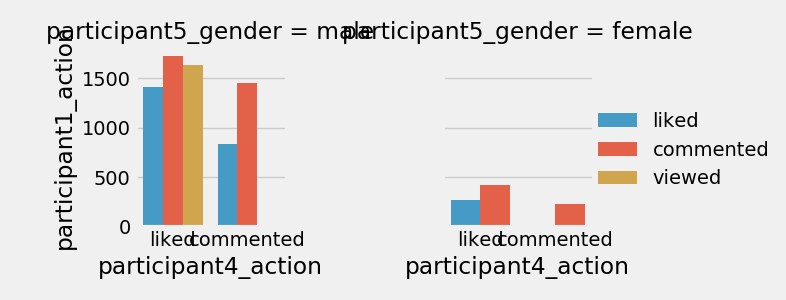 participant5_gender = male
participant5_gender = female
participant1_action
1500
1000
500
0
liked
commented
participant4_action
liked
commented
participant4_action
liked
commented
viewed